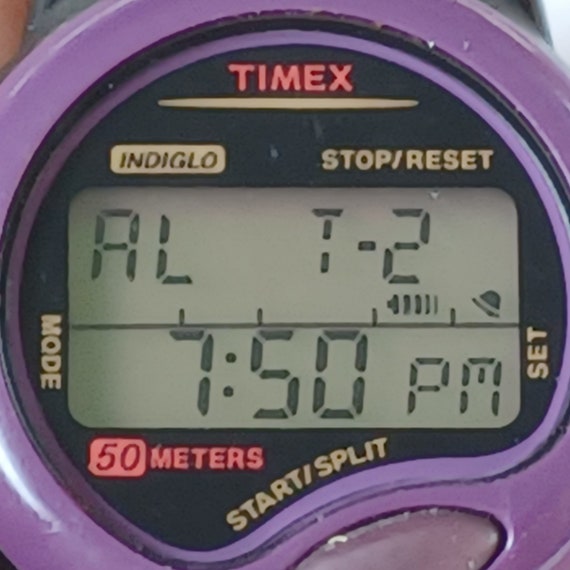 TIMEX
INDIGLO STOP/RESET
AL T-2
MODE
7:50 PM
SET
50 METERS
START/SPLIT